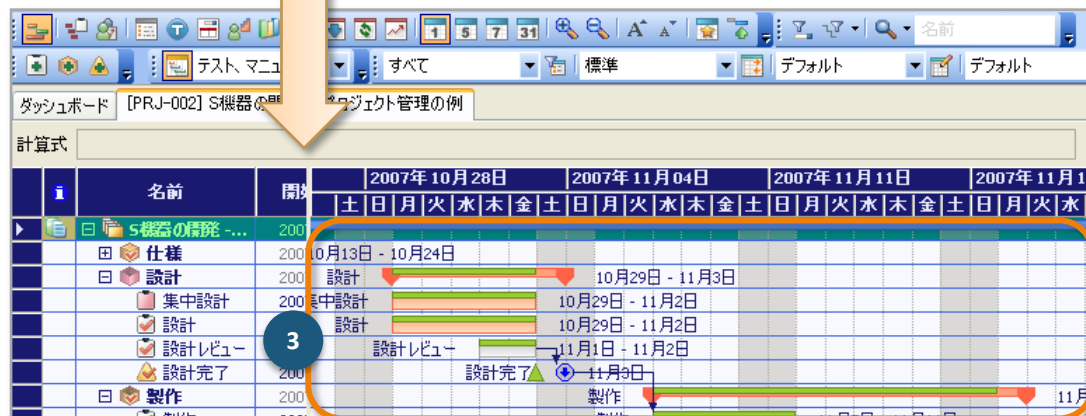 1 5 7 31 A A 名前
テスト、マニュ すべて 標準 デフォルト デフォルト
ダッシュボード [PRJ-002] S機器の開 プロジェクト管理の例
計算式
2007年10月28日 2007年11月04日 2007年11月11日 2007年11月1
名前 開始
土 日 月 火 水 木 金 土 日 月 火 水 木 金 土 日 月 火 水 木 金 土 日 月 火 水
S機器の開発 -... 200
仕様 200 10月13日 - 10月24日
設計 200 設計 10月29日 - 11月3日
集中設計 200 集中設計 10月29日 - 11月2日
設計 設計 10月29日 - 11月2日
3
設計レビュー 設計レビュー 11月1日 - 11月2日
設計完了 200 設計完了 11月3日
製作 200 製作 11月